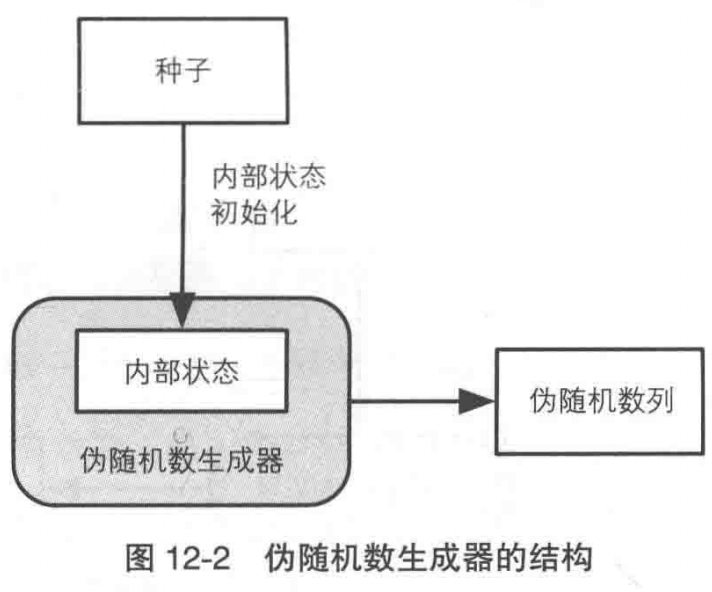 种子
内部状态
初始化
内部状态
伪随机数生成器
伪随机数列
图 12-2 伪随机数生成器的结构